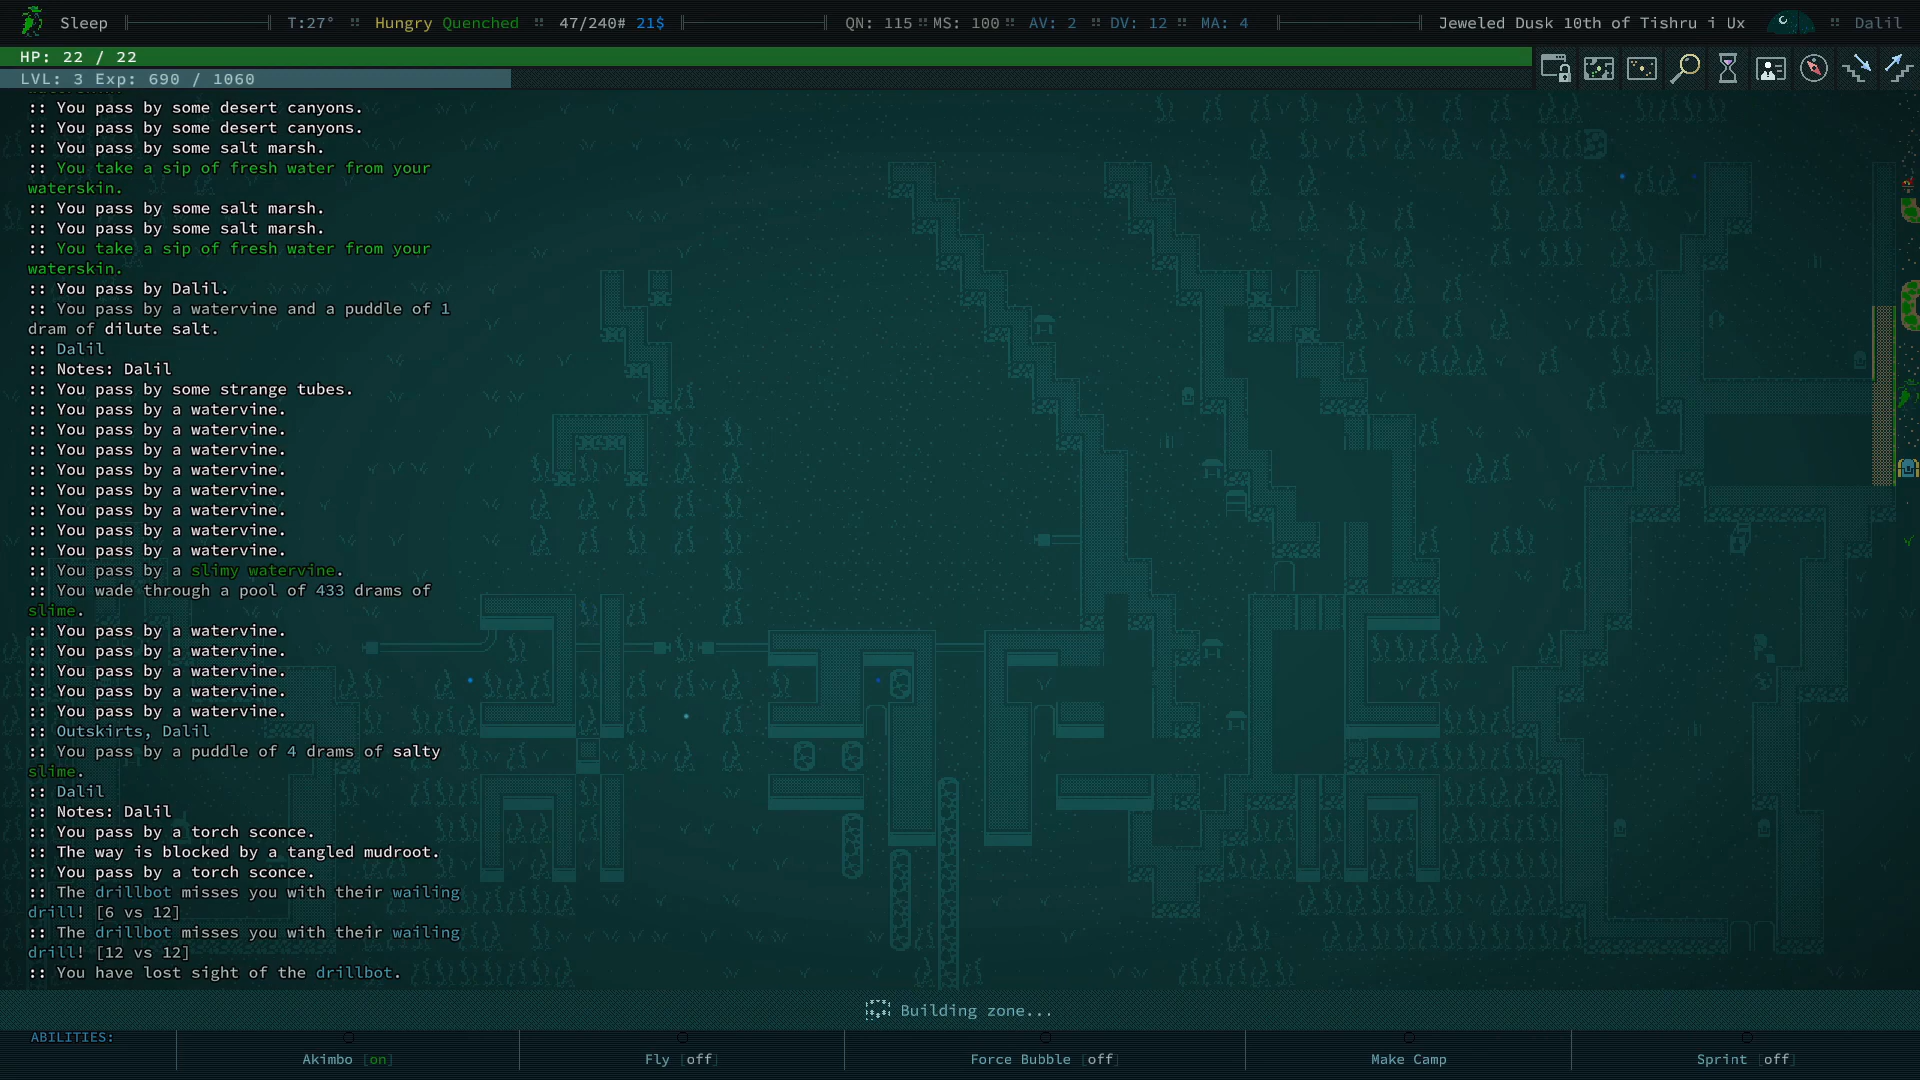 Sleep T:27° :: Hungry Quenched :: 47/240# 21$ QN: 115 :: MS: 100 :: AV: 2 :: DV: 12 :: MA: 4 Jeweled Dusk 10th of Tishru i Ux :: Dalil
HP: 22 / 22
LVL: 3 Exp: 690 / 1060
:: You pass by some desert canyons.
:: You pass by some desert canyons.
:: You pass by some salt marsh.
:: You take a sip of fresh water from your
waterskin.
:: You pass by some salt marsh.
:: You pass by some salt marsh.
:: You take a sip of fresh water from your
waterskin.
:: You pass by Dalil.
:: You pass by a watervine and a puddle of 1
dram of dilute salt.
:: Dalil
:: Notes: Dalil
:: You pass by some strange tubes.
:: You pass by a watervine.
:: You pass by a watervine.
:: You pass by a watervine.
:: You pass by a watervine.
:: You pass by a watervine.
:: You pass by a watervine.
:: You pass by a watervine.
:: You pass by a watervine.
:: You pass by a slimy watervine.
:: You wade through a pool of 433 drams of
slime.
:: You pass by a watervine.
:: You pass by a watervine.
:: You pass by a watervine.
:: You pass by a watervine.
:: You pass by a watervine.
:: Outskirts, Dalil
:: You pass by a puddle of 4 drams of salty
slime.
:: Dalil
:: Notes: Dalil
:: You pass by a torch sconce.
:: The way is blocked by a tangled mudroot.
:: You pass by a torch sconce.
:: The drillbot misses you with their wailing
drill! [6 vs 12]
:: The drillbot misses you with their wailing
drill! [12 vs 12]
:: You have lost sight of the drillbot.
Building zone...
ABILITIES:
Akimbo [on] Fly [off] Force Bubble [off] Make Camp Sprint [off]